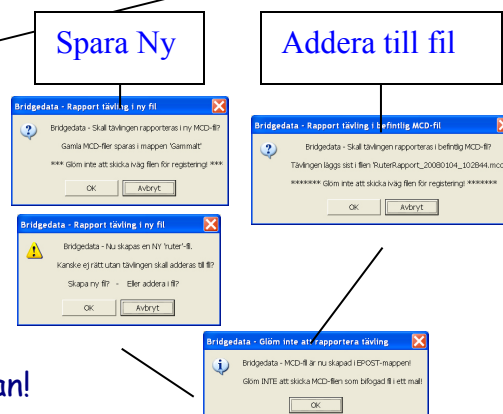 Spara Ny
Addera till fil
Bridgedata - Rapport tävling i ny fil
Bridgedata - Skall tävlingen rapporteras i ny MCD-fil?
Gamla MCD-filer sparas i mappen 'Gammalt'
*** Glöm inte att skicka iväg filen för registering! ***
OK
Avbryt
Bridgedata - Rapport tävling i befintlig MCD-fil
Bridgedata - Skall tävlingen rapporteras i befintlig MCD-fil?
Tävlingen läggs sist i filen 'RuterRapport_20080104_102844.mcd
******* Glöm inte att skicka iväg filen för registering! *******
OK
Avbryt
Bridgedata - Rapport tävling i ny fil
Bridgedata - Nu skapas en NY 'ruter'-fil.
Kanske ej rätt utan tävlingen skall adderas till fil?
Skapa ny fil? - Eller addera i fil?
OK
Avbryt
Bridgedata - Glöm inte att rapportera tävling
Bridgedata - MCD-fil är nu skapad i EPOST-mappen!
Glöm INTE att skicka MCD-filen som bifogad fil i ett mail!
OK
an!